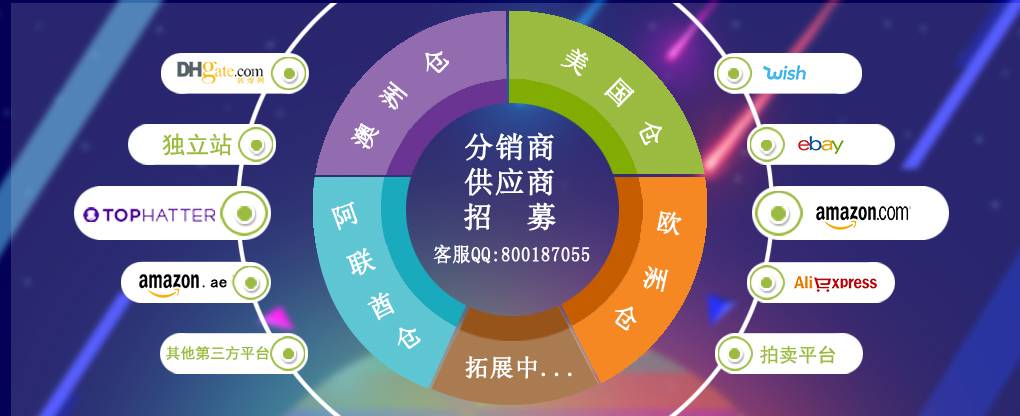 DHgate.com
敦煌网
独立站
TOPHATTER
amazon.ae
其他第三方平台
澳洲仓
美国仓
阿联酋仓
欧洲仓
拓展中...
分销商
供应商
招 募
客服QQ:800187055
wish
ebay
amazon.com
AliExpress
拍卖平台